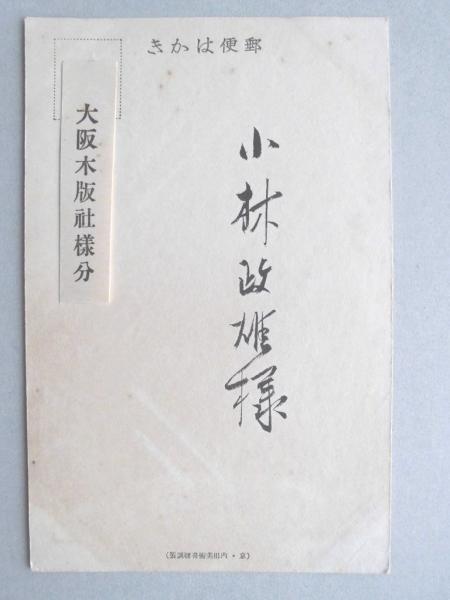 郵便はかき
小林政雄様
大阪木版社様分